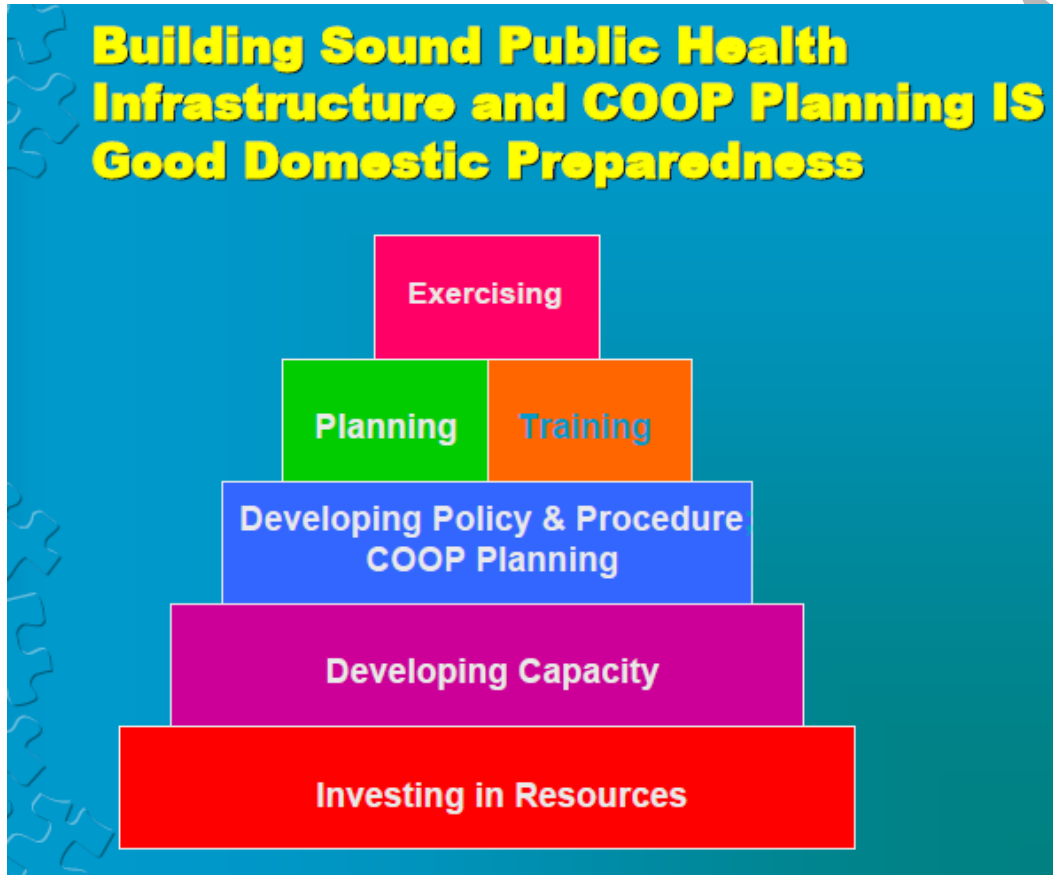 Building Sound Public Health
Infrastructure and COOP Planning IS
Good Domestic Preparedness
Exercising
Planning
Training
Developing Policy & Procedure
COOP Planning
Developing Capacity
Investing in Resources